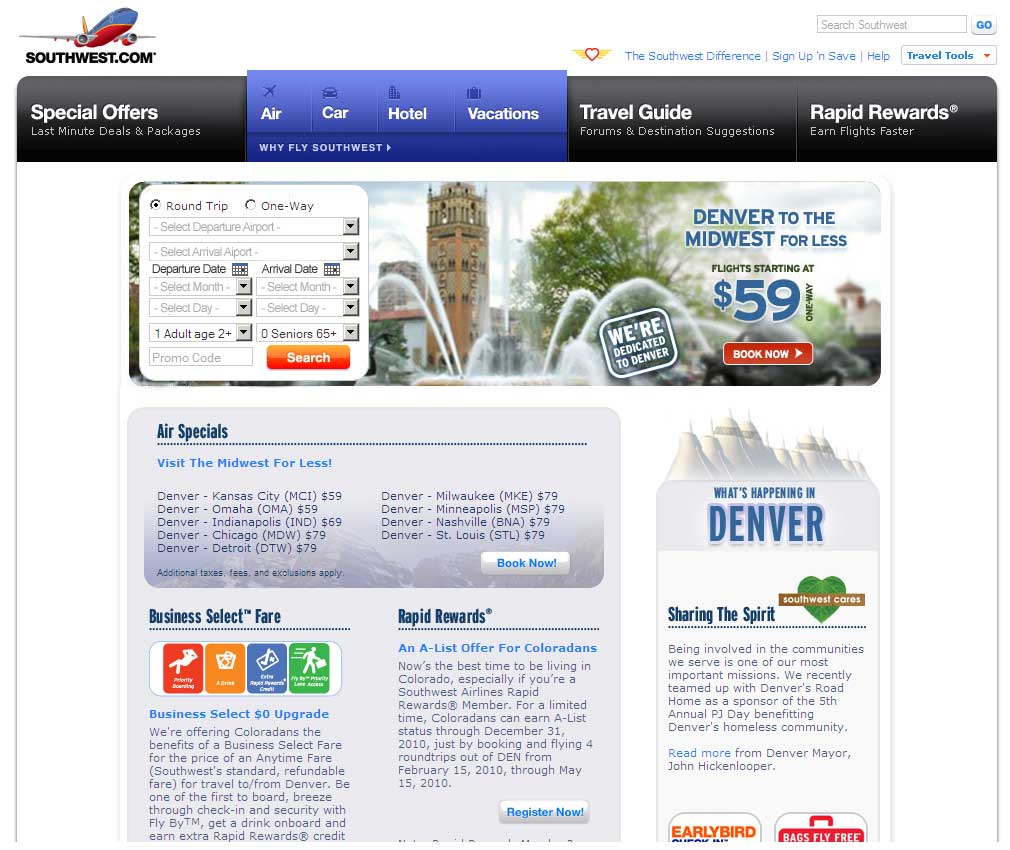 SOUTHWEST.COM®
Search Southwest
GO
The Southwest Difference | Sign Up 'n Save | Help
Travel Tools
Special Offers
Last Minute Deals & Packages
Air
Car
Hotel
Vacations
WHY FLY SOUTHWEST
Travel Guide
Forums & Destination Suggestions
Rapid Rewards®
Earn Flights Faster
Round Trip
One-Way
- Select Departure Airport -
- Select Arrival Aiport -
Departure Date
Arrival Date
- Select Month -
- Select Month -
- Select Day -
- Select Day -
1 Adult age 2+
0 Seniors 65+
Promo Code
Search
WE'RE
DEDICATED
TO DENVER
DENVER TO THE
MIDWEST FOR LESS
FLIGHTS STARTING AT
$59
ONE-WAY
BOOK NOW
Air Specials
Visit The Midwest For Less!
Denver - Kansas City (MCI) $59
Denver - Omaha (OMA) $59
Denver - Indianapolis (IND) $69
Denver - Chicago (MDW) $79
Denver - Detroit (DTW) $79
Denver - Milwaukee (MKE) $79
Denver - Minneapolis (MSP) $79
Denver - Nashville (BNA) $79
Denver - St. Louis (STL) $79
Book Now!
Additional taxes, fees, and exclusions apply.
Business Select™ Fare
Priority
Boarding
A Drink
Extra
Rapid Rewards®
Credit
Fly By™ Priority
Lane Access
Business Select $0 Upgrade
We're offering Coloradans the
benefits of a Business Select Fare
for the price of an Anytime Fare
(Southwest's standard, refundable
fare) for travel to/from Denver. Be
one of the first to board, breeze
through check-in and security with
Fly By™, get a drink onboard and
earn extra Rapid Rewards® credit
Rapid Rewards®
An A-List Offer For Coloradans
Now's the best time to be living in
Colorado, especially if you're a
Southwest Airlines Rapid
Rewards® Member. For a limited
time, Coloradans can earn A-List
status through December 31,
2010, just by booking and flying 4
roundtrips out of DEN from
February 15, 2010, through May
15, 2010.
Register Now!
WHAT'S HAPPENING IN
DENVER
southwest cares
Sharing The Spirit
Being involved in the communities
we serve is one of our most
important missions. We recently
teamed up with Denver's Road
Home as a sponsor of the 5th
Annual PJ Day benefitting
Denver's homeless community.
Read more from Denver Mayor,
John Hickenlooper.
EARLYBIRD
CHECK-IN™
BAGS FLY FREE